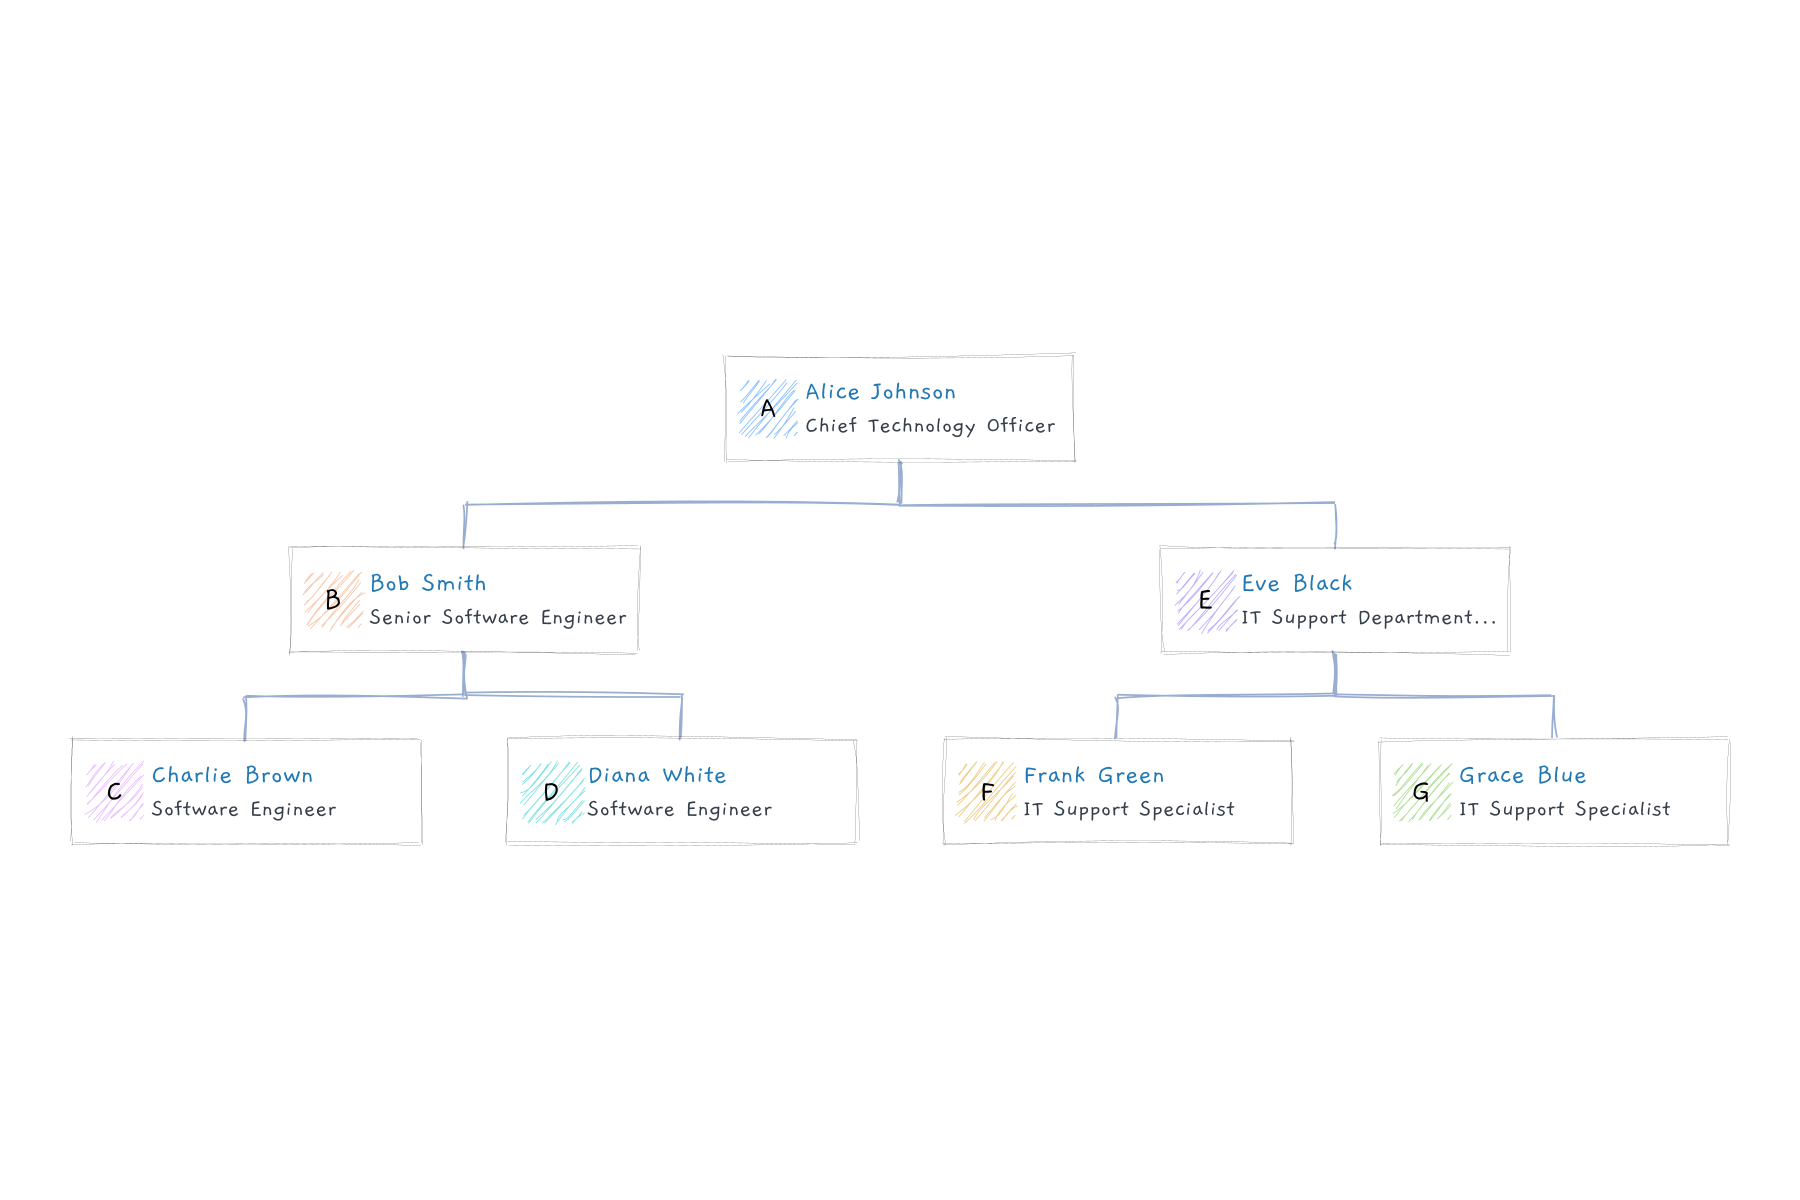 A
Alice Johnson
Chief Technology Officer
B
Bob Smith
Senior Software Engineer
E
Eve Black
IT Support Department...
C
Charlie Brown
Software Engineer
D
Diana White
Software Engineer
F
Frank Green
IT Support Specialist
G
Grace Blue
IT Support Specialist